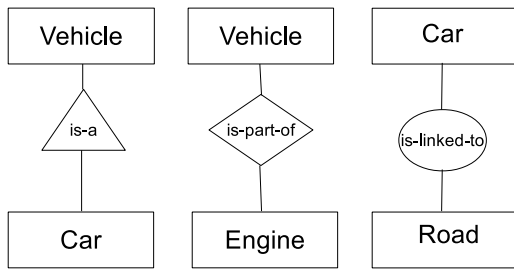 Vehicle
is-a
Car
Vehicle
is-part-of
Engine
Car
is-linked-to
Road